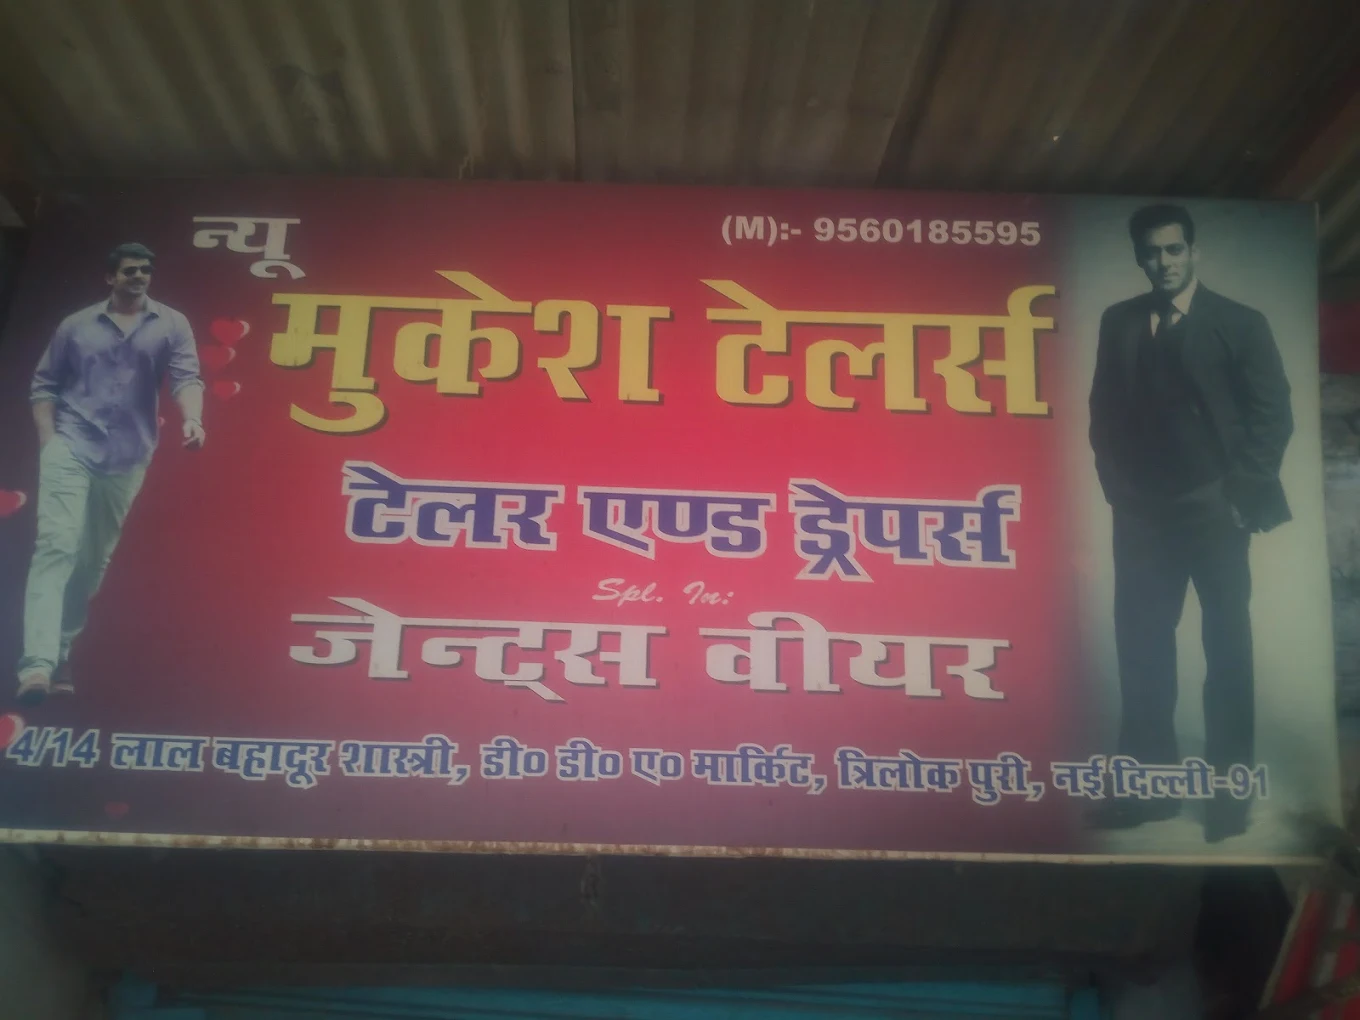 न्यू
(M):- 9560185595
मुकेश टेलर्स
टेलर एण्ड ड्रेपर्स
Spl. In:
जेन्ट्स वीयर
4/14 लाल बहादूर शास्त्री, डी० डी० ए० मार्किट, त्रिलोक पुरी, नई दिल्ली-91